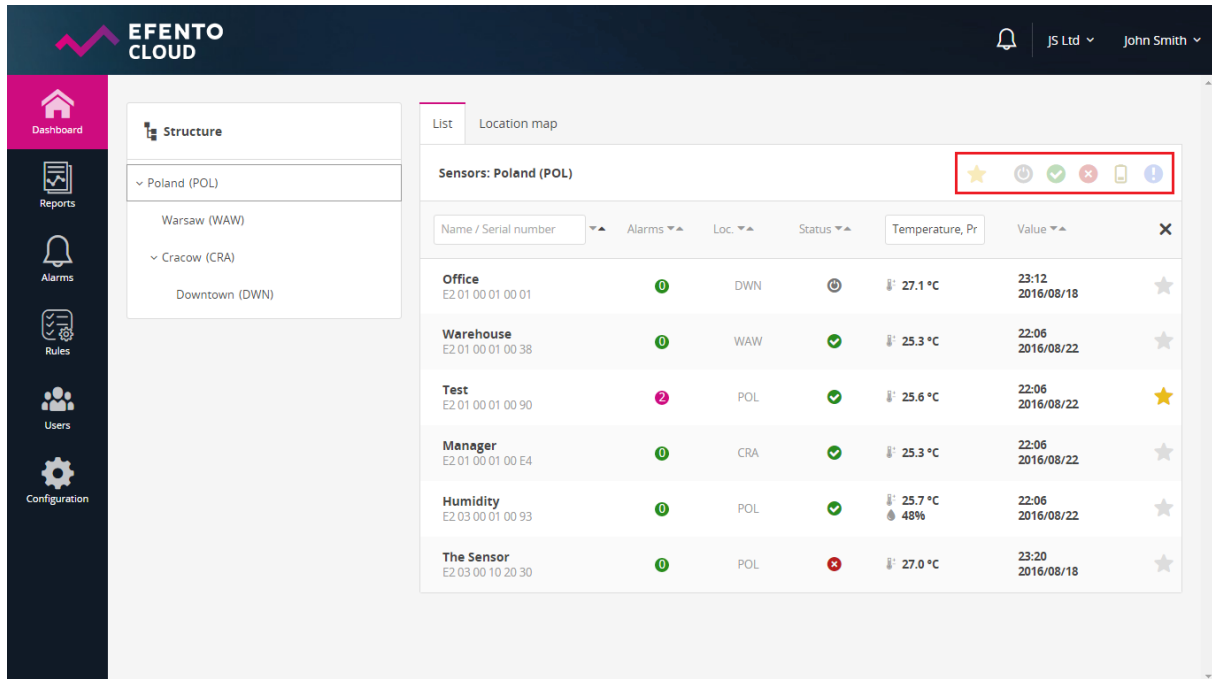 EFENTO
CLOUD
JS Ltd
John Smith
Dashboard
Reports
Alarms
Rules
Users
Configuration
Structure
Poland (POL)
Warsaw (WAW)
Cracow (CRA)
Downtown (DWN)
List Location map
Sensors: Poland (POL)
Name / Serial number Alarms Loc. Status Temperature, Pr Value
Office 0 DWN 27.1 °C 23:12
E2 01 00 01 00 01 2016/08/18
Warehouse 0 WAW 25.3 °C 22:06
E2 01 00 01 00 38 2016/08/22
Test 2 POL 25.6 °C 22:06
E2 01 00 01 00 90 2016/08/22
Manager 0 CRA 25.3 °C 22:06
E2 01 00 01 00 E4 2016/08/22
Humidity 0 POL 25.7 °C 22:06
E2 03 00 01 00 93 48% 2016/08/22
The Sensor 0 POL 27.0 °C 23:20
E2 03 00 10 20 30 2016/08/18